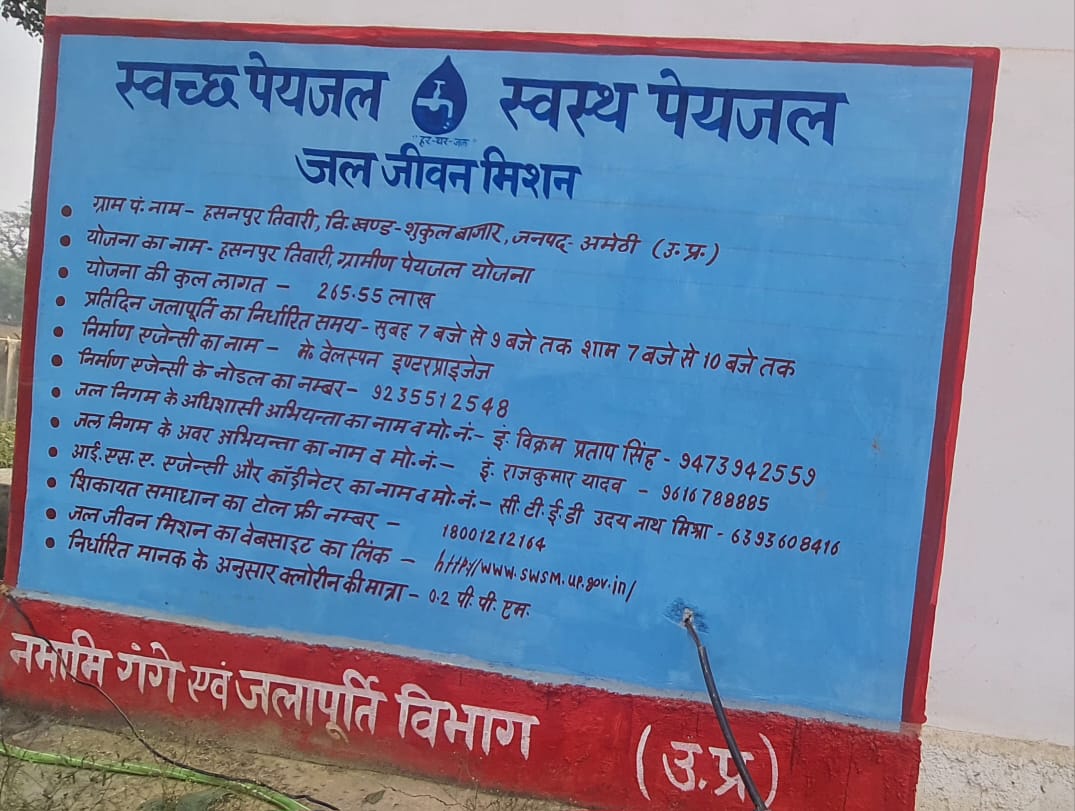 स्वच्छ पेयजल स्वस्थ पेयजल
"हर-घर-जल"
जल जीवन मिशन
• ग्राम पं. नाम- हसनपुर तिवारी, वि.खण्ड-शुकुल बाजार, जनपद- अमेठी (उ.प्र.)
• योजना का नाम- हसनपुर तिवारी, ग्रामीण पेयजल योजना
• योजना की कुल लागत - 265.55 लाख
• प्रतिदिन जलापूर्ति का निर्धारित समय- सुबह 7 बजे से 9 बजे तक शाम 7 बजे से 10 बजे तक
• निर्माण एजेन्सी का नाम - मे. वेलस्पन इण्टरप्राइजेज
• निर्माण एजेन्सी के नोडल का नम्बर- 9235512548
• जल निगम के अधिशासी अभियन्ता का नाम व मो.नं.- इं. विक्रम प्रताप सिंह - 9473942559
• जल निगम के अवर अभियन्ता का नाम व मो.नं.- इं. राजकुमार यादव - 9616788885
• आई.एस.ए. एजेन्सी और कॉर्डीनेटर का नाम व मो.नं.- सी.टी.ई.डी उदय नाथ मिश्रा - 6393608416
• शिकायत समाधान का टोल फ्री नम्बर - 18001212164
• जल जीवन मिशन का वेबसाइट का लिंक - http//www.swsm.up.gov.in/
• निर्धारित मानक के अनुसार क्लोरीन की मात्रा- 0.2 पी.पी.एम.
नमामि गंगे एवं जलापूर्ति विभाग (उ.प्र)